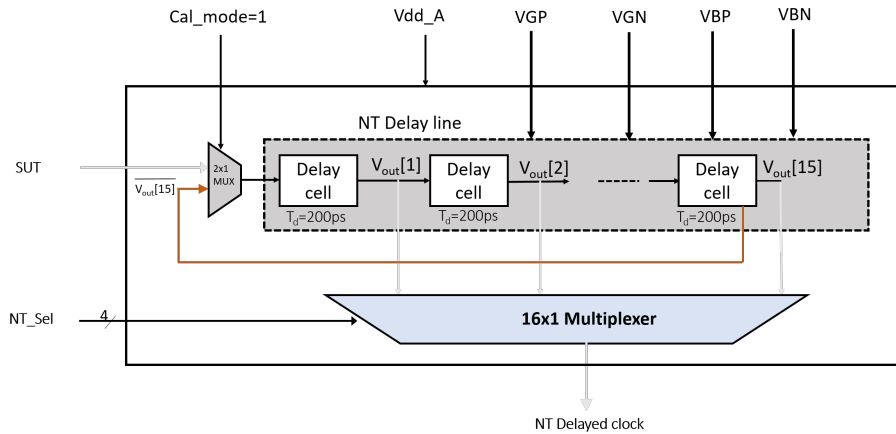 Cal_mode=1
Vdd_A
VGP
VGN
VBP
VBN
NT Delay line
SUT
2x1
MUX
Vout[15]
Delay
cell
Vout[1]
Delay
cell
Vout[2]
Delay
cell
Vout[15]
Td=200ps
Td=200ps
Td=200ps
NT_Sel
4
16x1 Multiplexer
NT Delayed clock